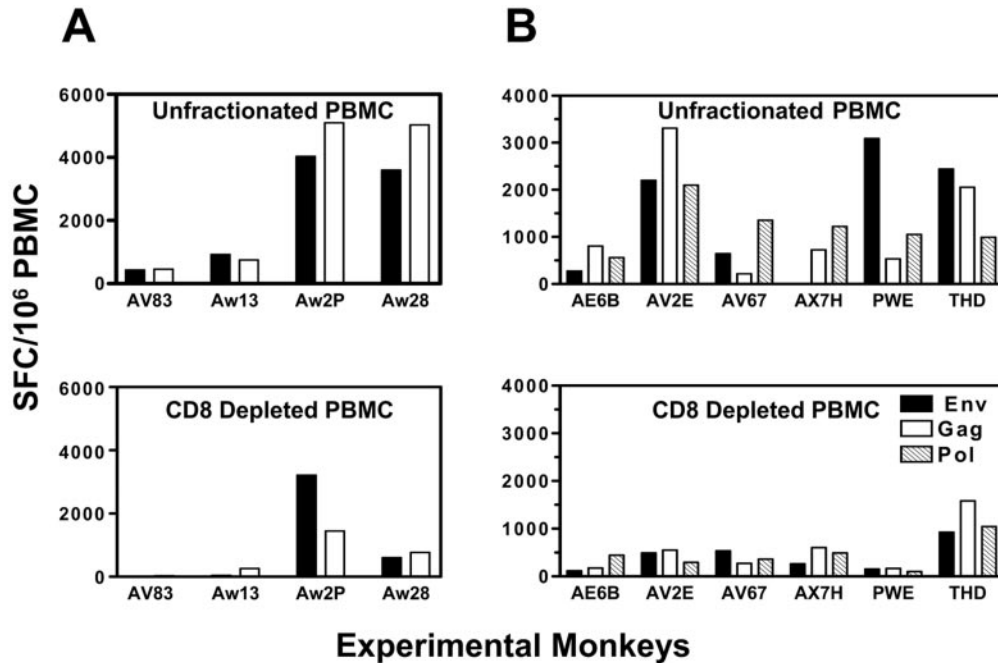 A
B
SFC/10⁶ PBMC
Unfractionated PBMC
6000
4000
2000
0
AV83 Aw13 Aw2P Aw28
Unfractionated PBMC
4000
3000
2000
1000
0
AE6B AV2E AV67 AX7H PWE THD
CD8 Depleted PBMC
6000
4000
2000
0
AV83 Aw13 Aw2P Aw28
CD8 Depleted PBMC
4000
3000
2000
1000
0
Env
Gag
Pol
AE6B AV2E AV67 AX7H PWE THD
Experimental Monkeys